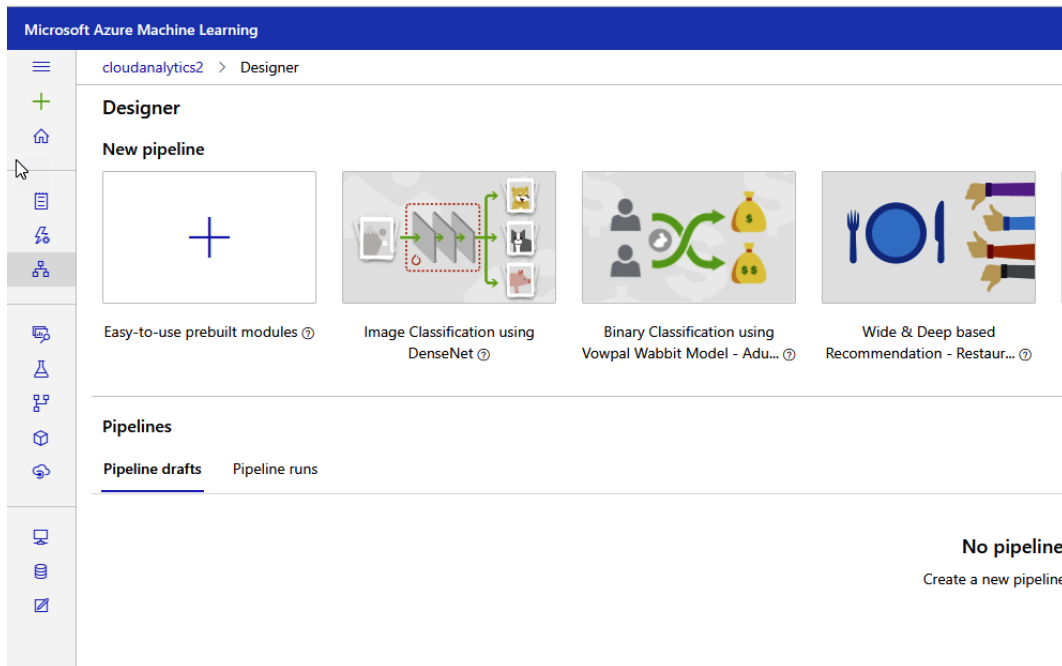 Microsoft Azure Machine Learning
cloudanalytics2 > Designer
Designer
New pipeline
Easy-to-use prebuilt modules
Image Classification using
DenseNet
Binary Classification using
Vowpal Wabbit Model - Adu...
Wide & Deep based
Recommendation - Restaur...
$
$$
Pipelines
Pipeline drafts Pipeline runs
No pipeline
Create a new pipeline